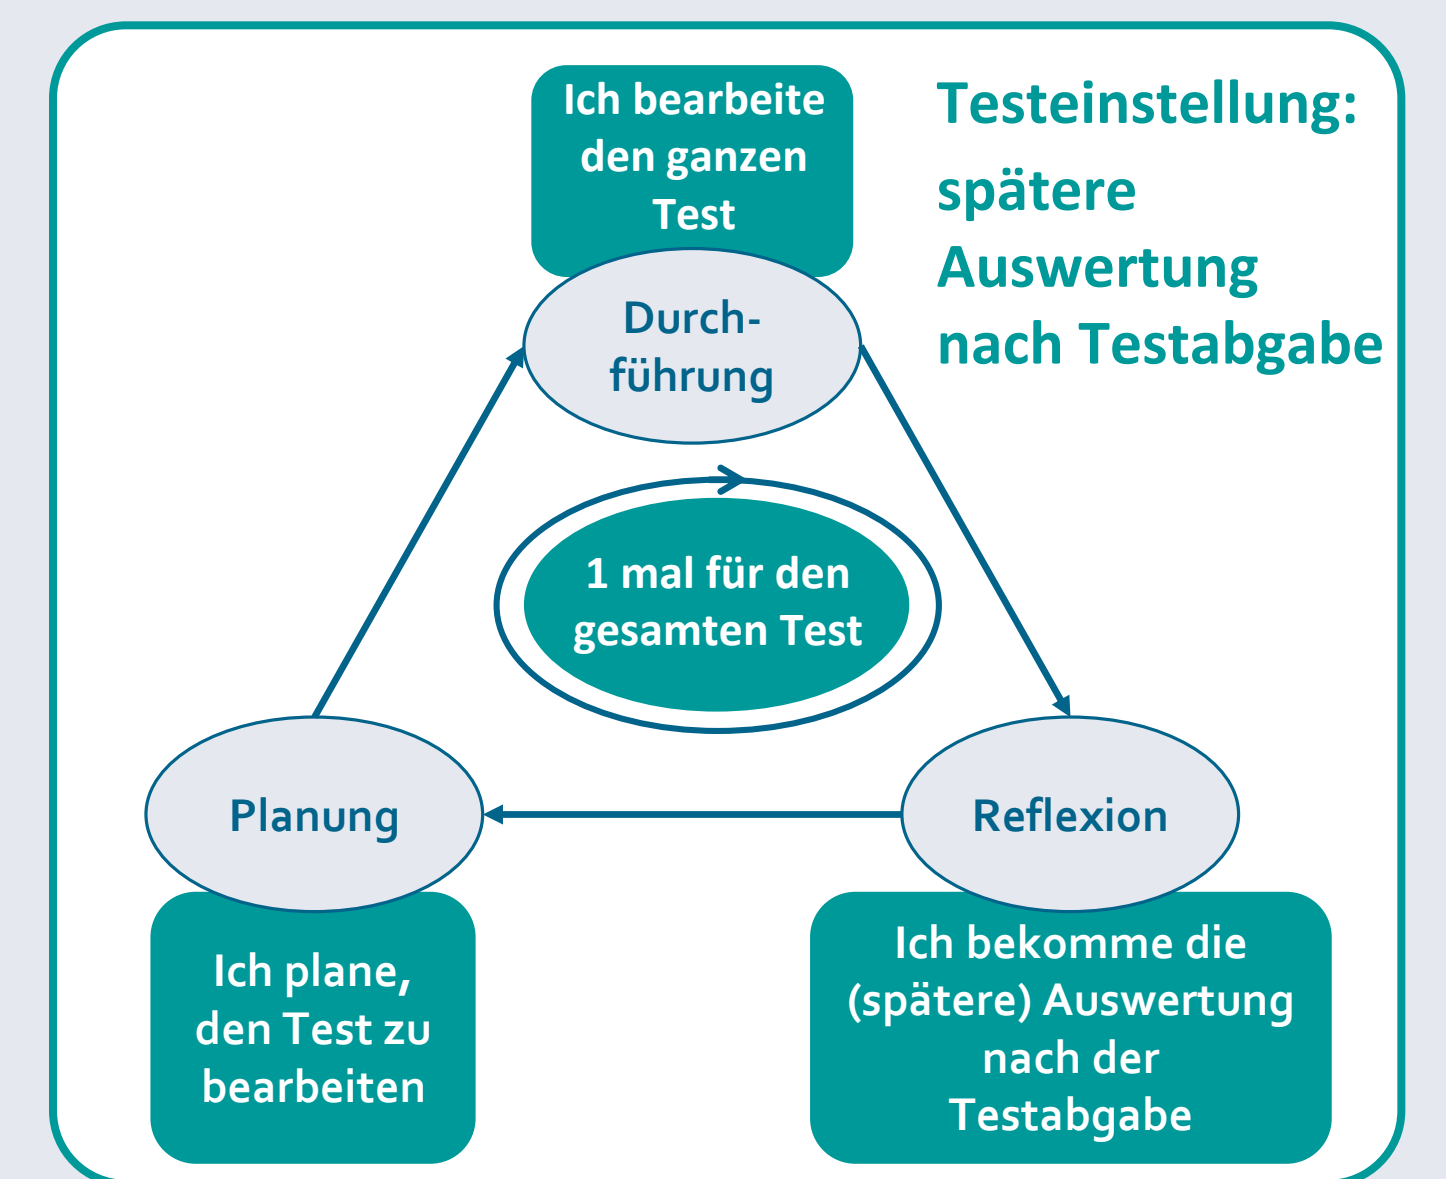 Testeinstellung:
spätere
Auswertung
nach Testabgabe
Ich bearbeite
den ganzen
Test
Durch-
führung
1 mal für den
gesamten Test
Planung
Ich plane,
den Test zu
bearbeiten
Reflexion
Ich bekomme die
(spätere) Auswertung
nach der
Testabgabe